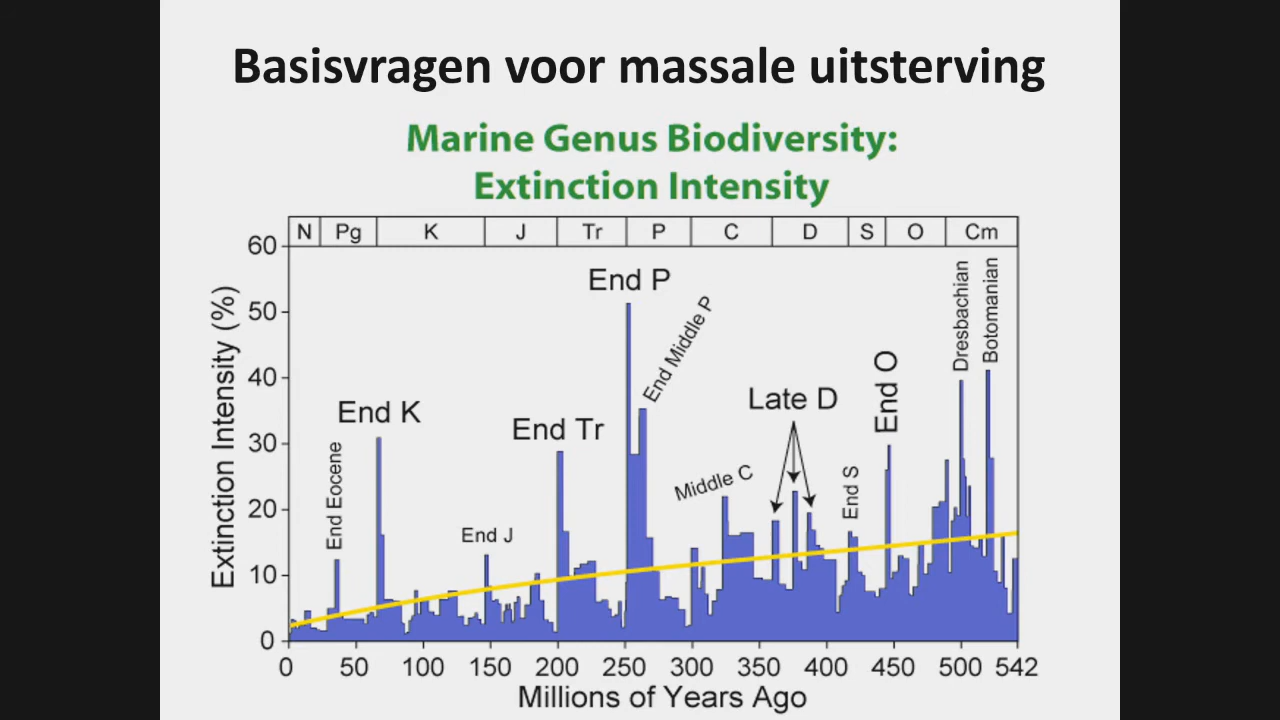 Basisvragen voor massale uitsterving
Marine Genus Biodiversity:
Extinction Intensity
N Pg K J Tr P C D S O Cm
60
50
40
30
20
10
0
Extinction Intensity (%)
End Eocene
End K
End J
End Tr
End P
End Middle P
Middle C
Late D
End S
End O
Dresbachian
Botomanian
0 50 100 150 200 250 300 350 400 450 500 542
Millions of Years Ago